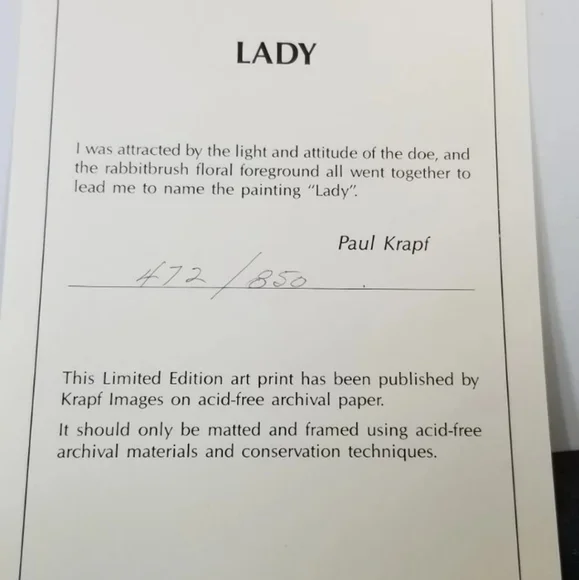 LADY
I was attracted by the light and attitude of the doe, and
the rabbitbrush floral foreground all went together to
lead me to name the painting “Lady”.
Paul Krapf
472/850
This Limited Edition art print has been published by
Krapf Images on acid-free archival paper.
It should only be matted and framed using acid-free
archival materials and conservation techniques.